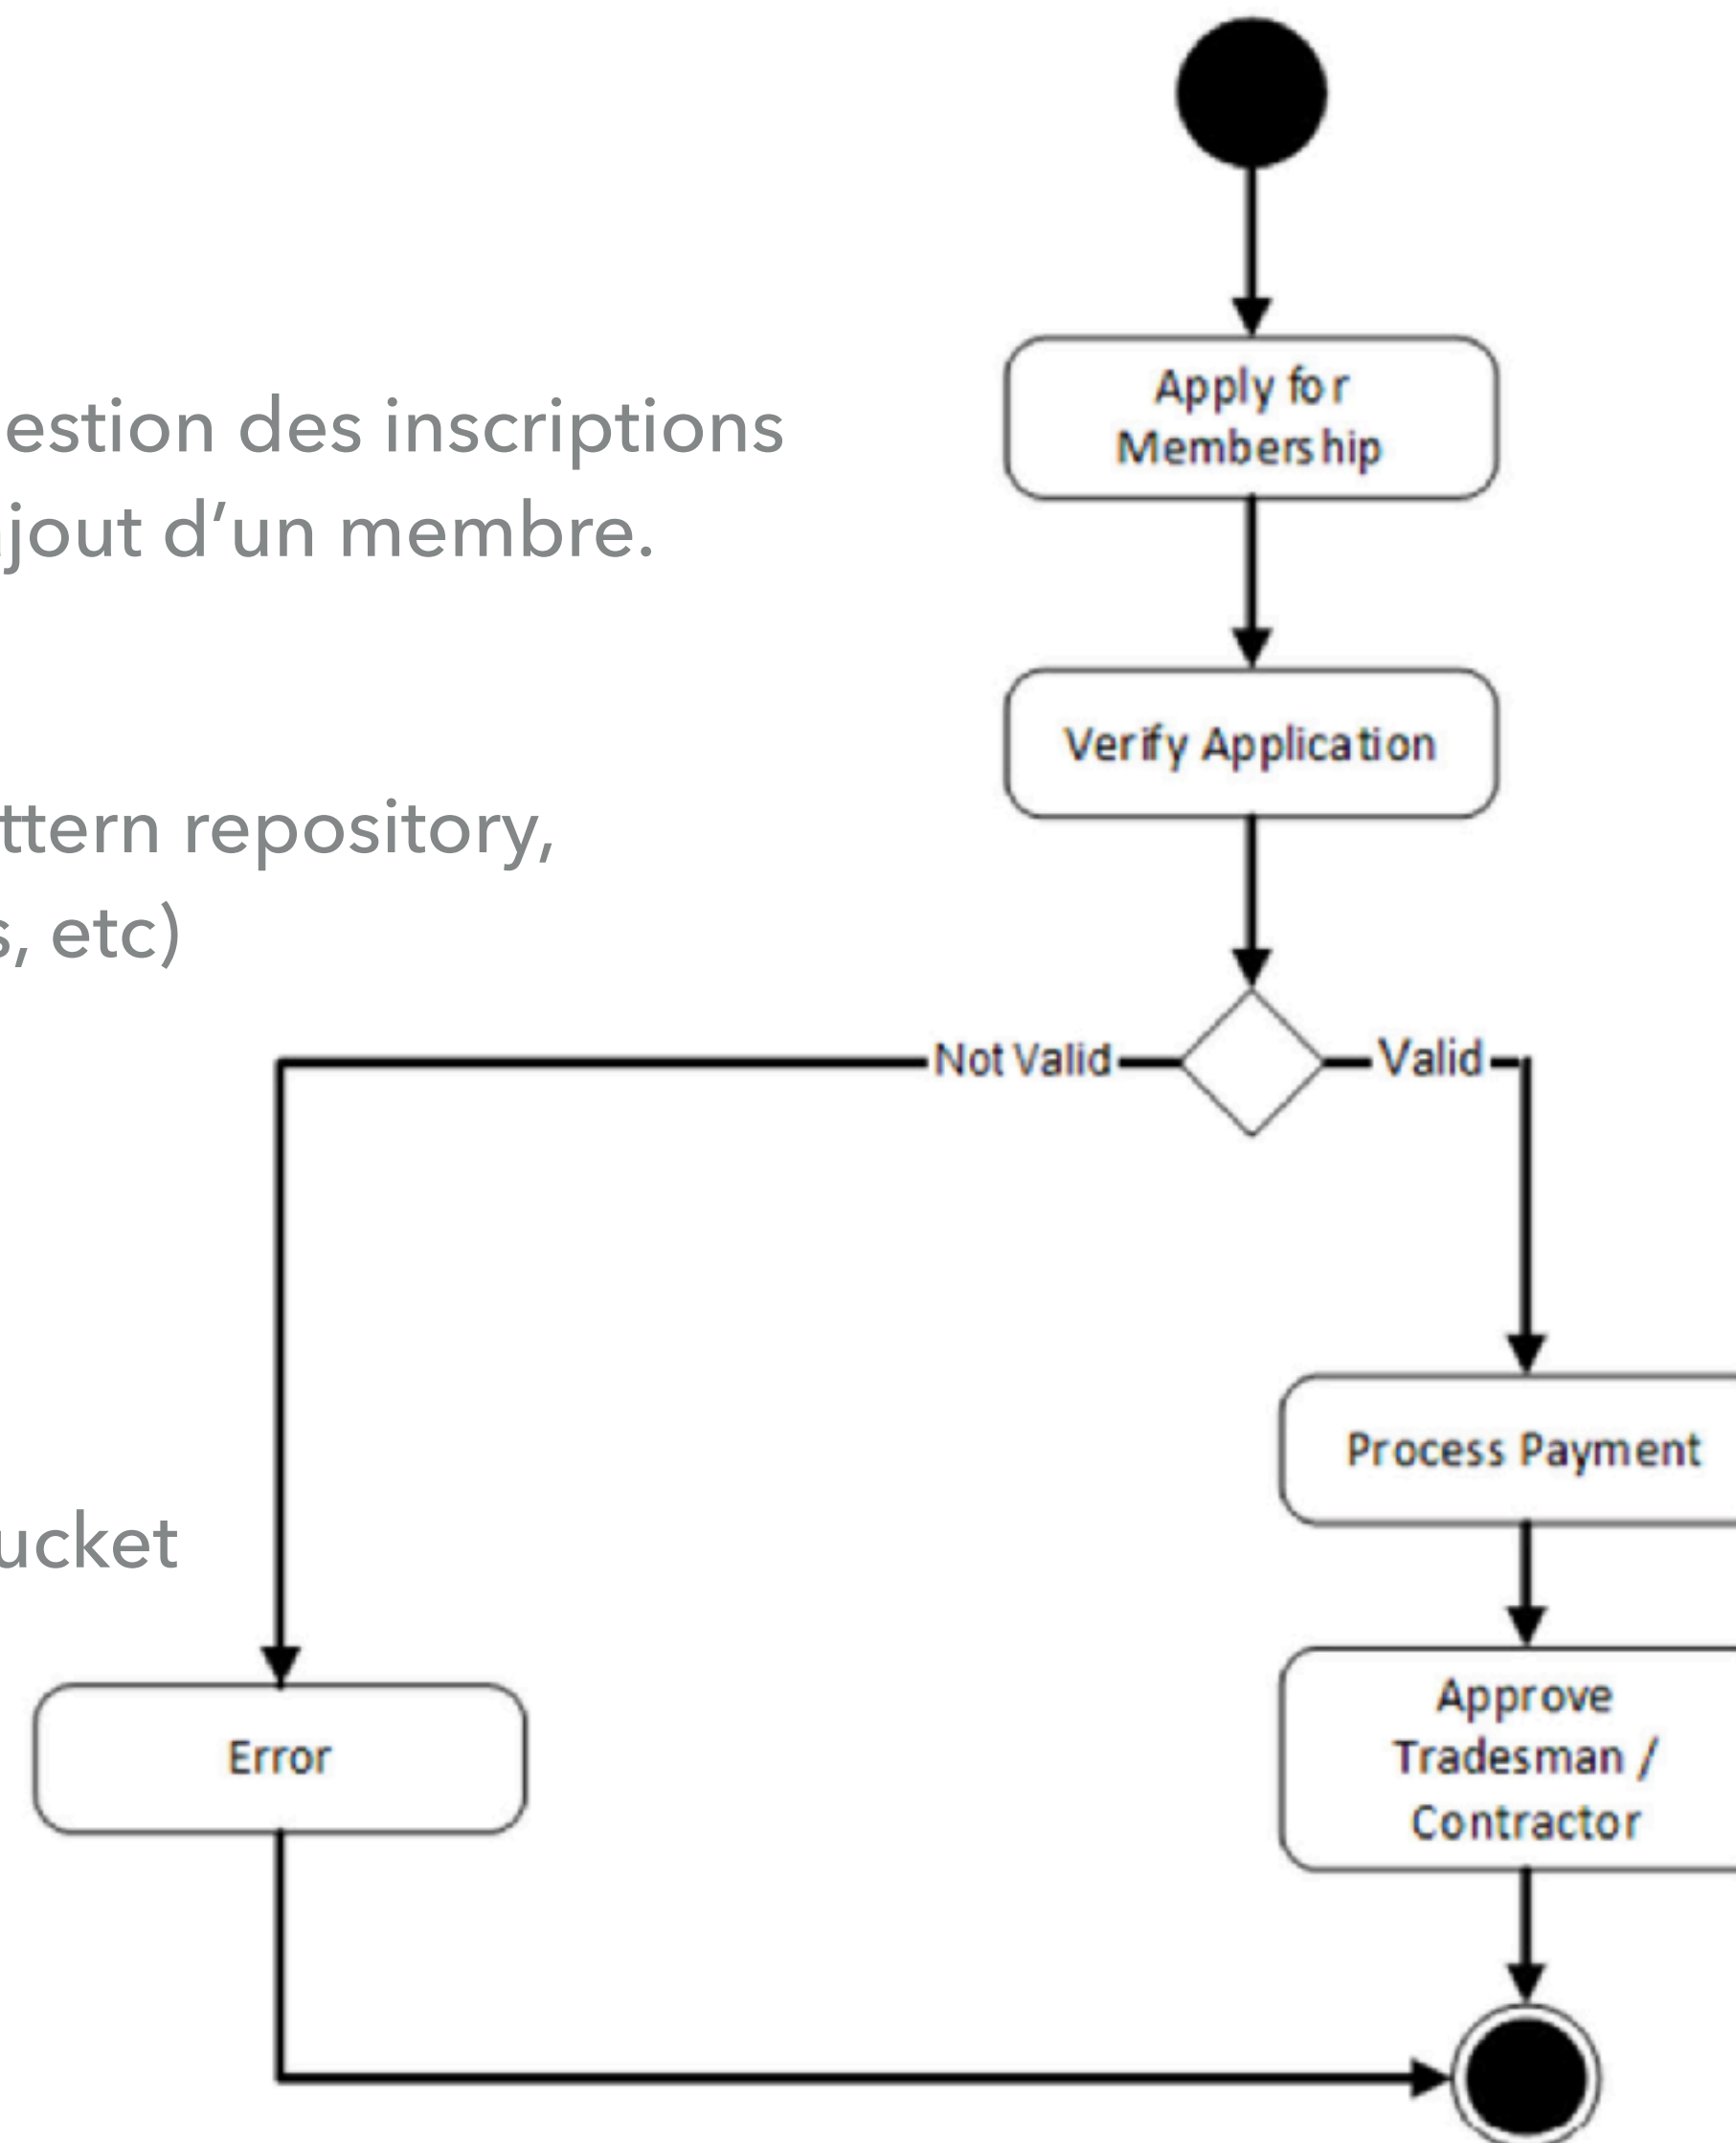 estion des inscriptions
jout d’un membre.
ttern repository,
s, etc)
ucket
Apply for
Membership
Verify Application
Not Valid
Valid
Process Payment
Approve
Tradesman /
Contractor
Error